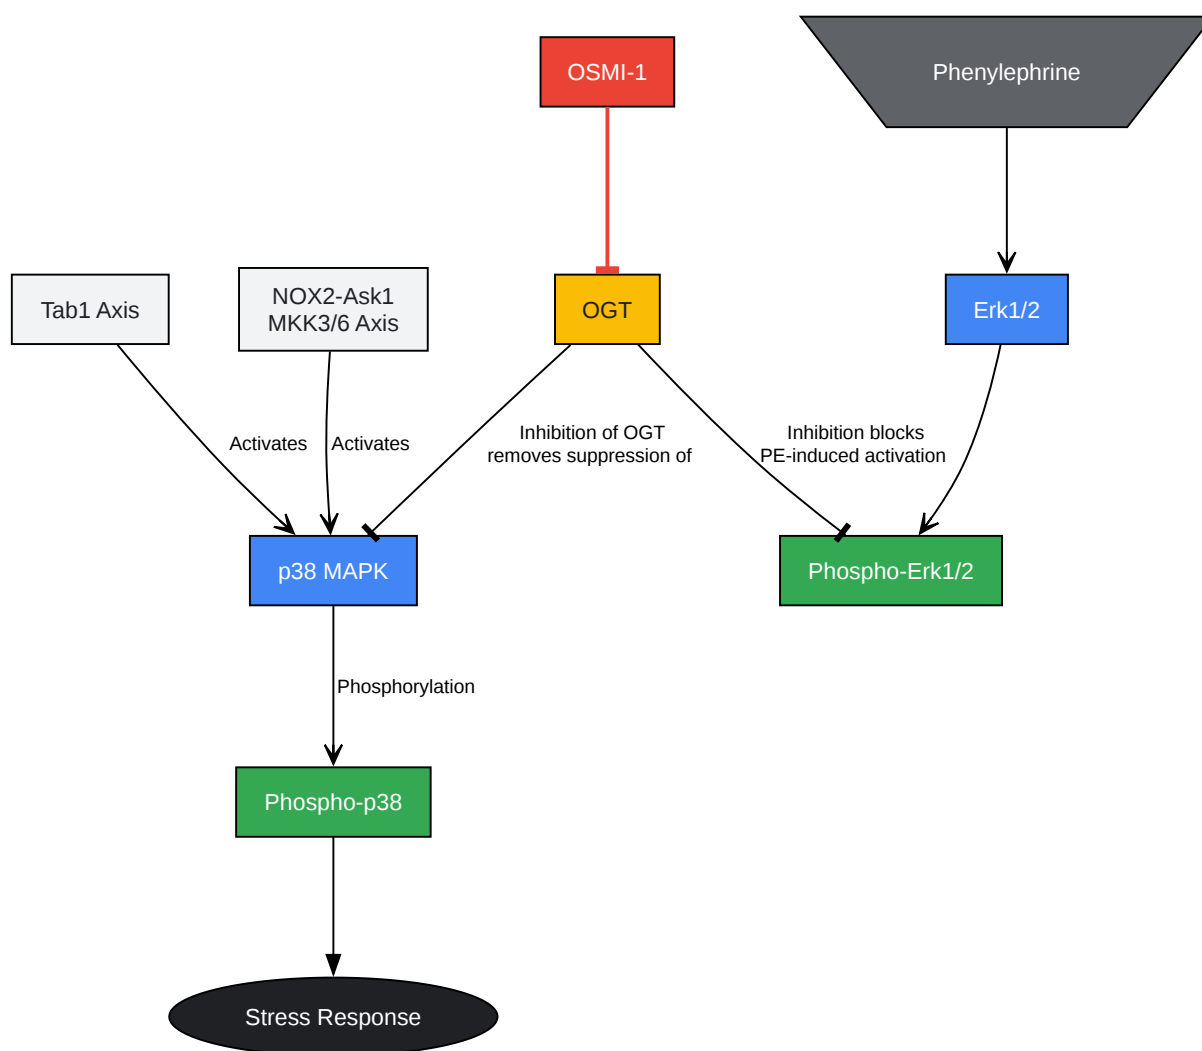 OSMI-1
Phenylephrine
Tab1 Axis
NOX2-Ask1
MKK3/6 Axis
OGT
Erk1/2
Activates
Activates
Inhibition of OGT
removes suppression of
Inhibition blocks
PE-induced activation
p38 MAPK
Phospho-Erk1/2
Phosphorylation
Phospho-p38
Stress Response